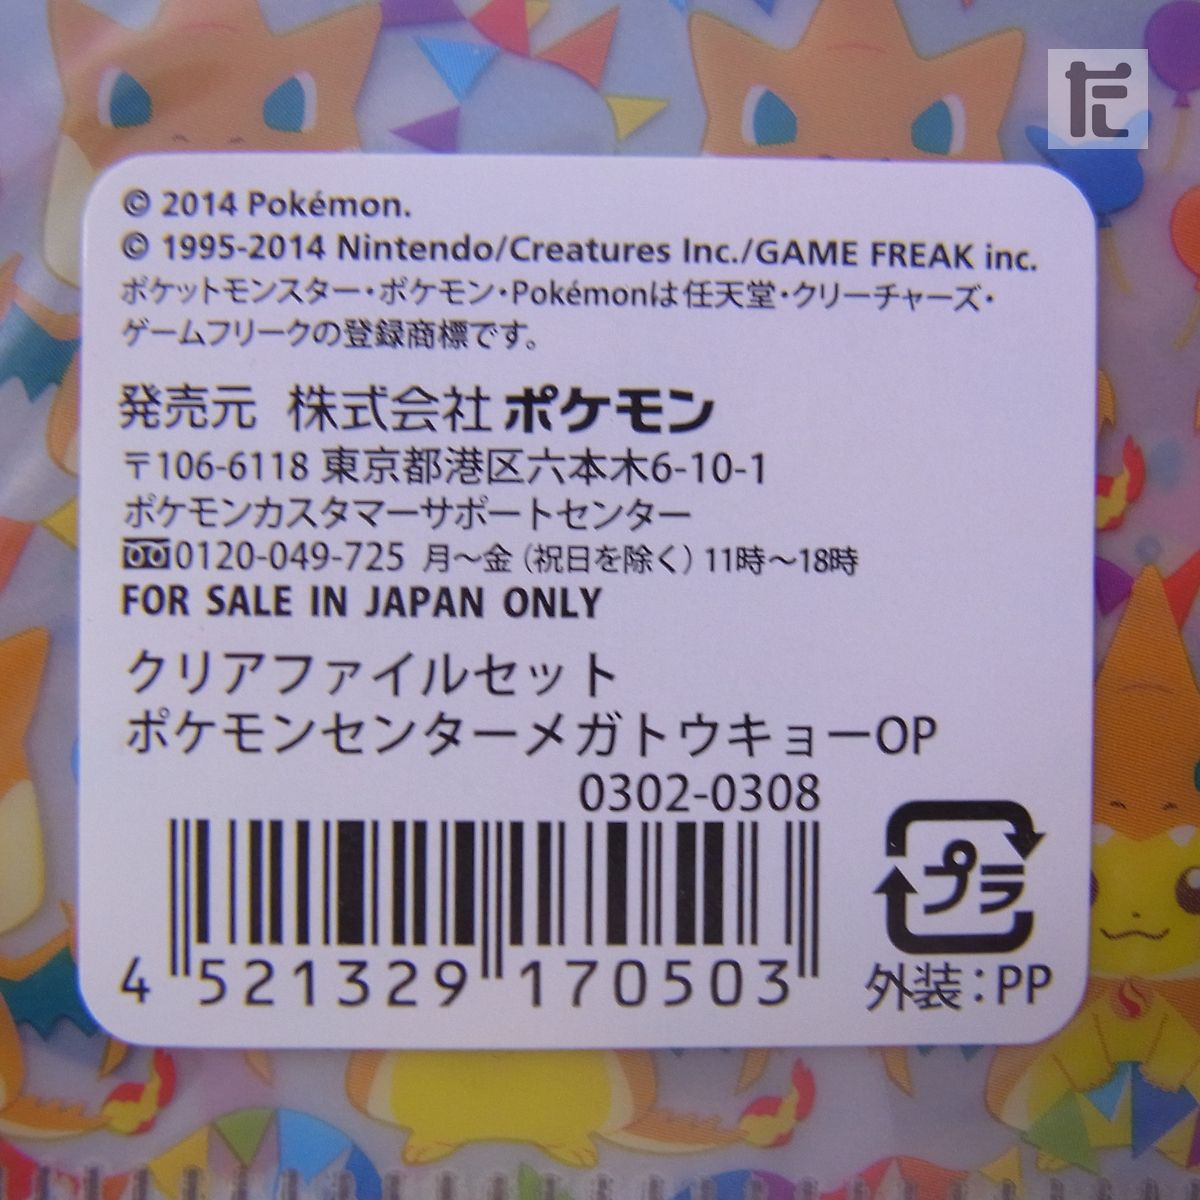 た
© 2014 Pokémon.
© 1995-2014 Nintendo/Creatures Inc./GAME FREAK inc.
ポケットモンスター・ポケモン・Pokémonは任天堂・クリーチャーズ・
ゲームフリークの登録商標です。
発売元 株式会社ポケモン
〒106-6118 東京都港区六本木6-10-1
ポケモンカスタマーサポートセンター
0120-049-725 月～金（祝日を除く）11時～18時
FOR SALE IN JAPAN ONLY
クリアファイルセット
ポケモンセンターメガトウキョーOP
0302-0308
4 521329 170503
プラ
外装：PP